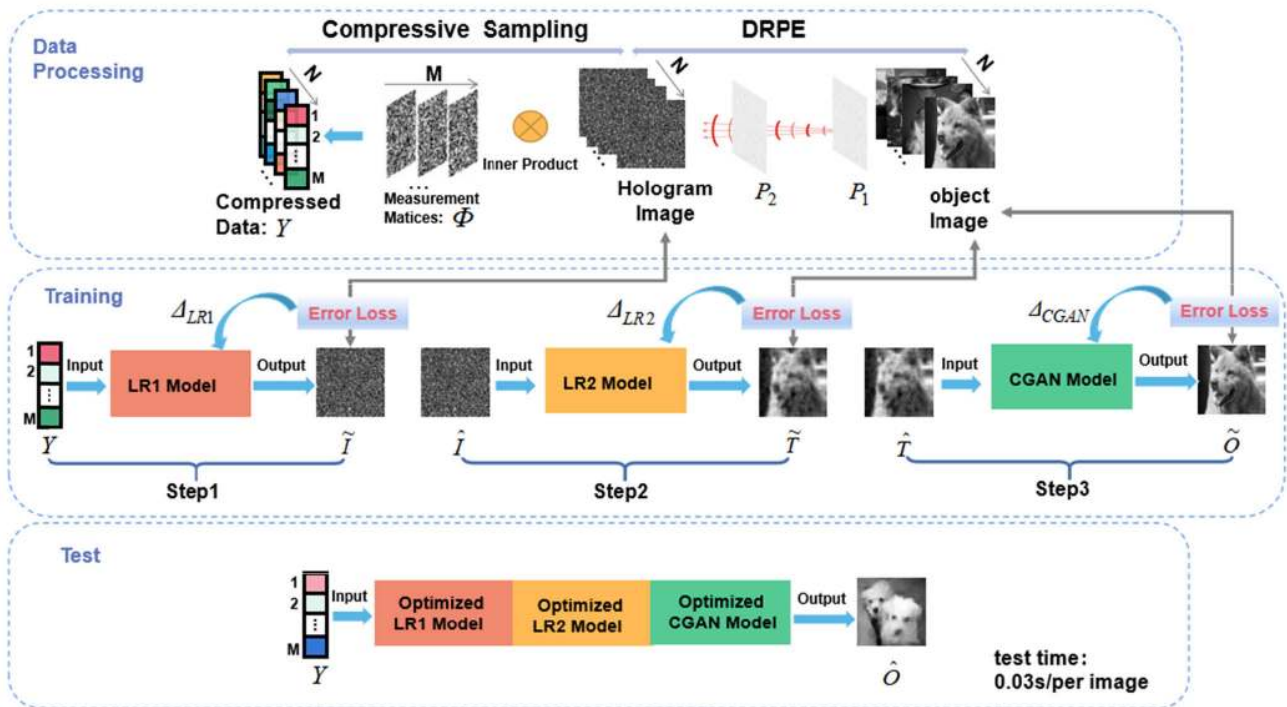 Data
Processing
Compressive Sampling
DRPE
N
1
2
⋮
M
⋱
Compressed
Data: Y
M
…
Measurement
Matices: Φ
Inner Product
N
⋱
Hologram
Image
P₂
P₁
N
⋱
object
Image
Training
Δ_LR1
Error Loss
Δ_LR2
Error Loss
Δ_CGAN
Error Loss
1
2
⋮
M
Input
LR1 Model
Output
Input
LR2 Model
Output
Input
CGAN Model
Output
Y
Ĩ
Î
T̃
T̂
Õ
Step1
Step2
Step3
Test
1
2
⋮
M
Input
Optimized
LR1 Model
Optimized
LR2 Model
Optimized
CGAN Model
Output
Y
Ô
test time:
0.03s/per image